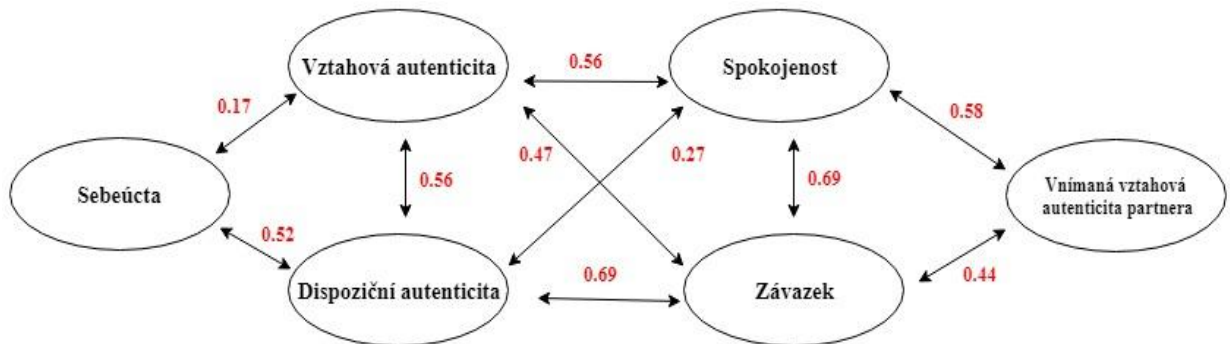 Vztahová autenticita
0.56
Spokojenost
0.17
0.58
Sebeúcta
0.56
0.47
0.27
0.69
Vnímaná vztahová
autenticita partnera
0.52
Dispoziční autenticita
0.69
Závazek
0.44